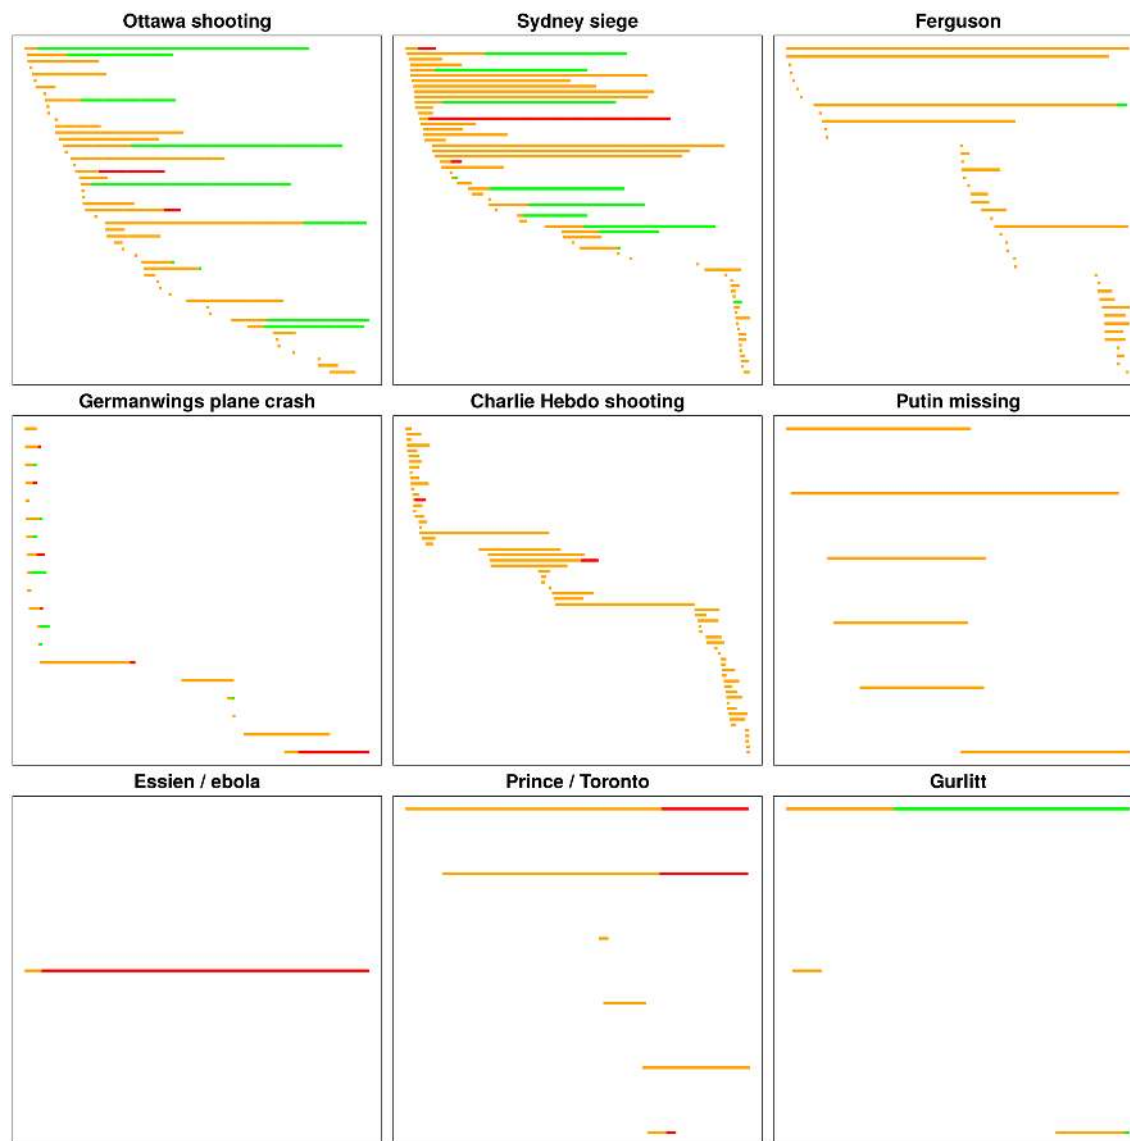 Ottawa shooting
Sydney siege
Ferguson
Germanwings plane crash
Charlie Hebdo shooting
Putin missing
Essien / ebola
Prince / Toronto
Gurlitt